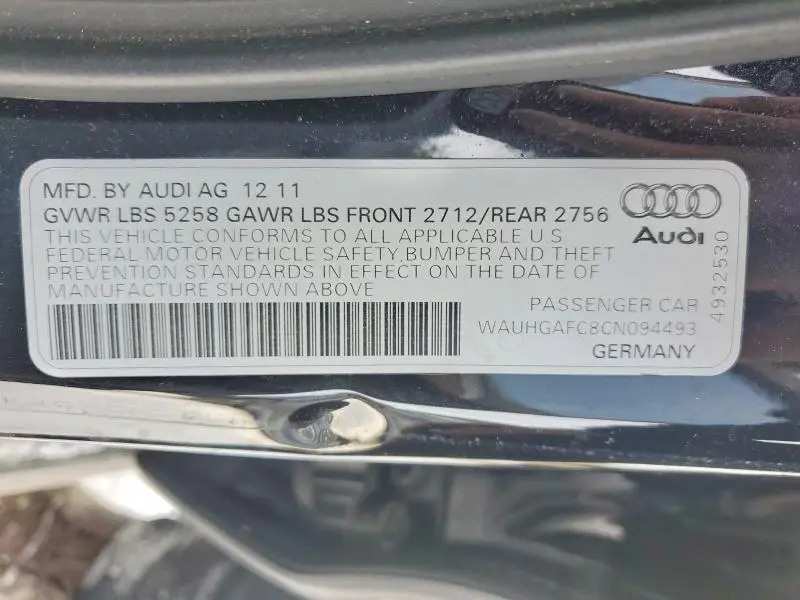 MFD. BY AUDI AG 12 11
GVWR LBS 5258 GAWR LBS FRONT 2712/REAR 2756
THIS VEHICLE CONFORMS TO ALL APPLICABLE U S
FEDERAL MOTOR VEHICLE SAFETY,BUMPER AND THEFT
PREVENTION STANDARDS IN EFFECT ON THE DATE OF
MANUFACTURE SHOWN ABOVE
Audi
PASSENGER CAR
WAUHGAFC8CN094493
GERMANY
4932530